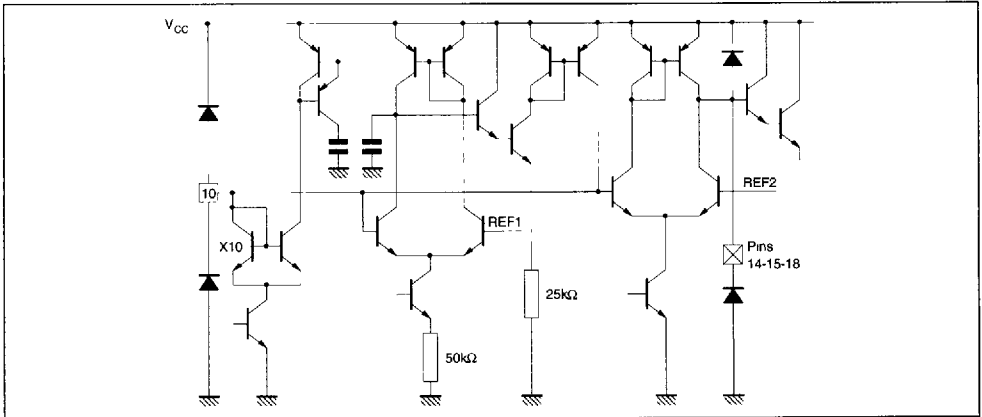 VCC
10
X10
REF1
REF2
Pins
14-15-18
25kΩ
50kΩ